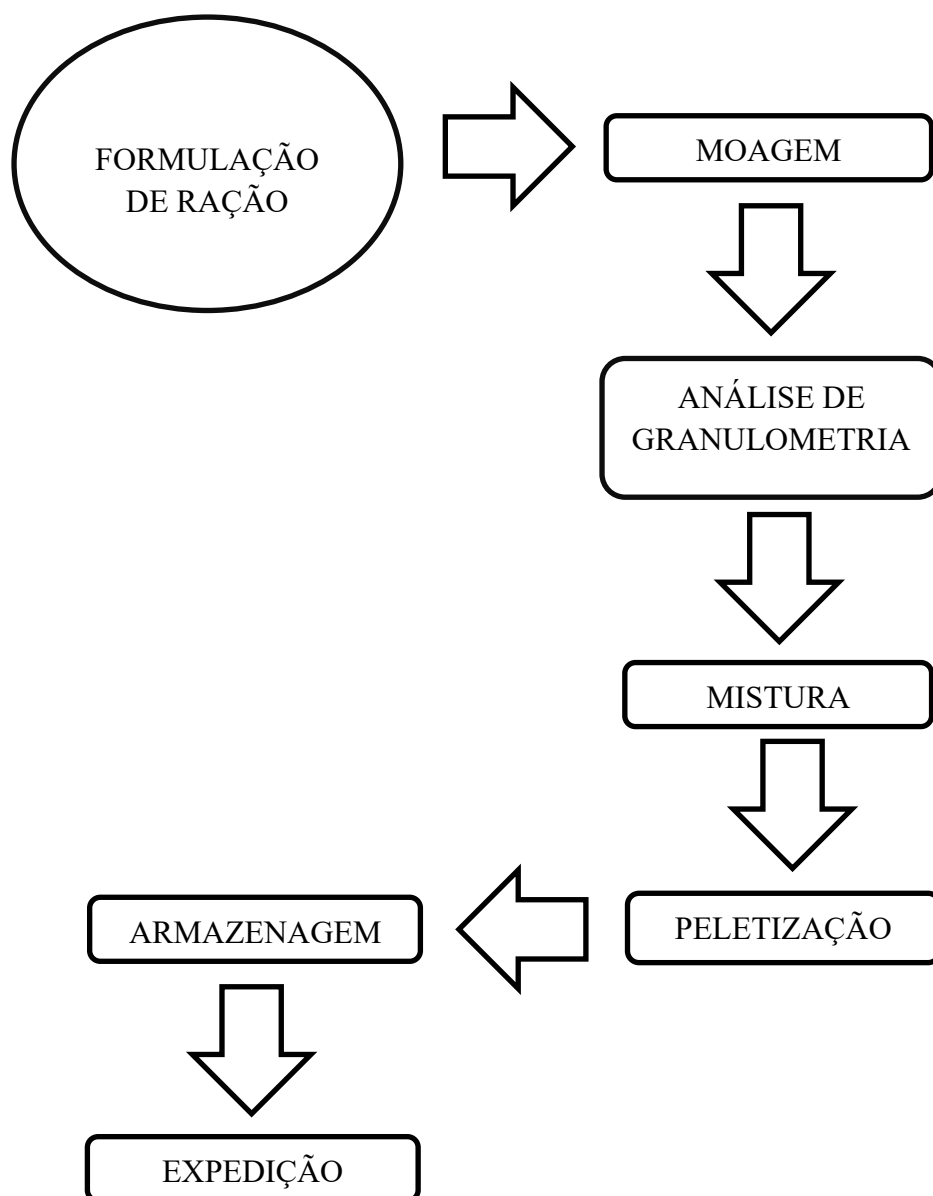 FORMULAÇÃO
DE RAÇÃO
MOAGEM
ANÁLISE DE
GRANULOMETRIA
MISTURA
PELETIZAÇÃO
ARMAZENAGEM
EXPEDIÇÃO